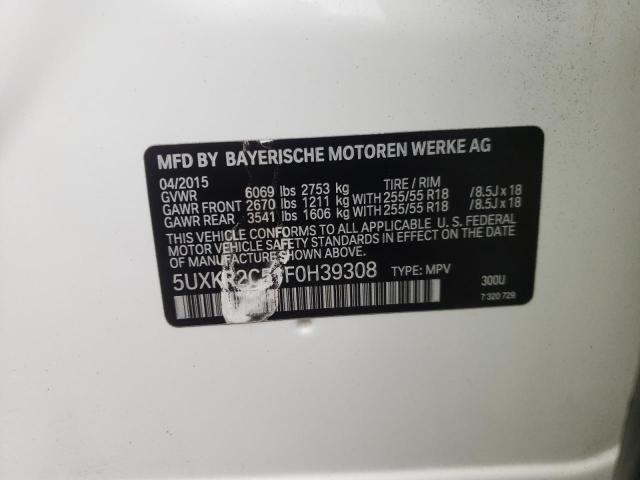 MFD BY BAYERISCHE MOTOREN WERKE AG
04/2015 TIRE / RIM
GVWR 6069 lbs 2753 kg
GAWR FRONT 2670 lbs 1211 kg WITH 255/55 R18 /8.5J x 18
GAWR REAR 3541 lbs 1606 kg WITH 255/55 R18 /8.5J x 18
THIS VEHICLE CONFORMS TO ALL APPLICABLE U.S. FEDERAL
MOTOR VEHICLE SAFETY STANDARDS IN EFFECT ON THE
DATE OF MANUFACTURE SHOWN ABOVE.
TYPE: MPV 300U
7 320 729